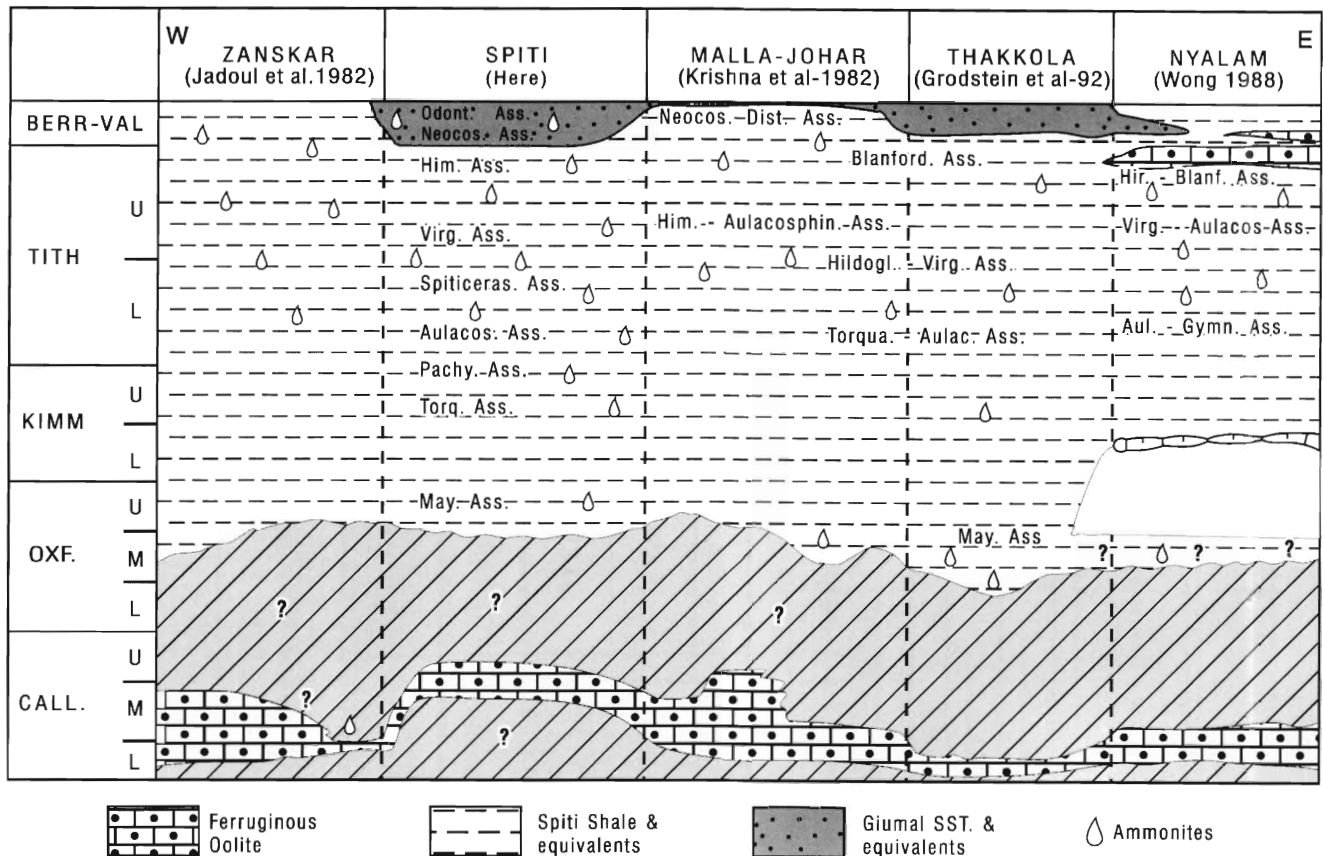 W
E
ZANSKAR
(Jadoul et al.1982)
SPITI
(Here)
MALLA-JOHAR
(Krishna et al-1982)
THAKKOLA
(Grodstein et al-92)
NYALAM
(Wong 1988)
BERR-VAL
Odont. Ass.
Neocos. Ass.
Neocos. Dist. Ass.
TITH
U
L
Him. Ass.
Virg. Ass.
Spiticeras. Ass.
Aulacos. Ass.
Blanford. Ass.
Him. - Aulacosphin. Ass.
Hildogl. - Virg. Ass.
Torqua. - Aulac. Ass.
Hir. - Blanf. Ass.
Virg. - Aulacos Ass.
Aul. - Gymn. Ass.
KIMM
U
L
Pachy. Ass.
Torq. Ass.
OXF.
U
M
L
May. Ass.
May. Ass
?
?
?
?
?
?
CALL.
U
M
L
?
?
Ferruginous
Oolite
Spiti Shale &
equivalents
Giumal SST. &
equivalents
Ammonites